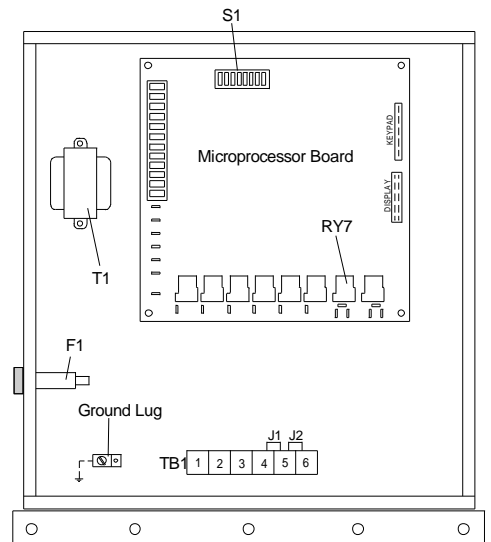 S1
KEYPAD
Microprocessor Board
DISPLAY
RY7
T1
F1
Ground Lug
J1 J2
TB1 1 2 3 4 5 6